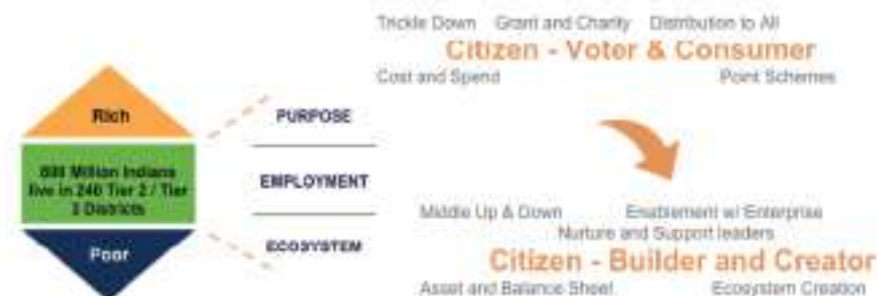 Trickle Down Grant and Charity Distribution to All
Citizen - Voter & Consumer
Cost and Spend Point Schemes
Rich
Million Indians
live in 240 Tier 2 / Tier
3 Districts
Poor
PURPOSE
EMPLOYMENT
ECOSYSTEM
Middle Up & Down Enablement w/ Enterprise
Nurture and Support leaders
Citizen - Builder and Creator
Asset and Balance Sheet Ecosystem Creation